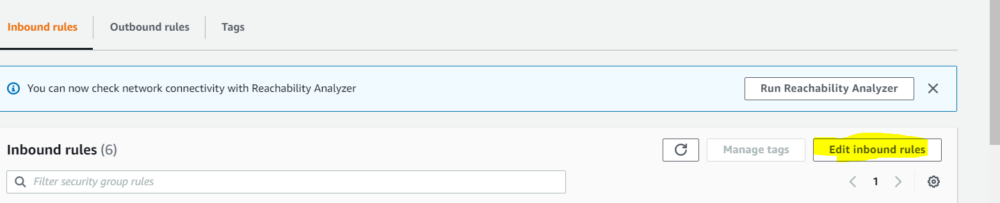 Inbound rules Outbound rules Tags
You can now check network connectivity with Reachability Analyzer Run Reachability Analyzer
Inbound rules (6) Manage tags Edit inbound rules
Filter security group rules 1